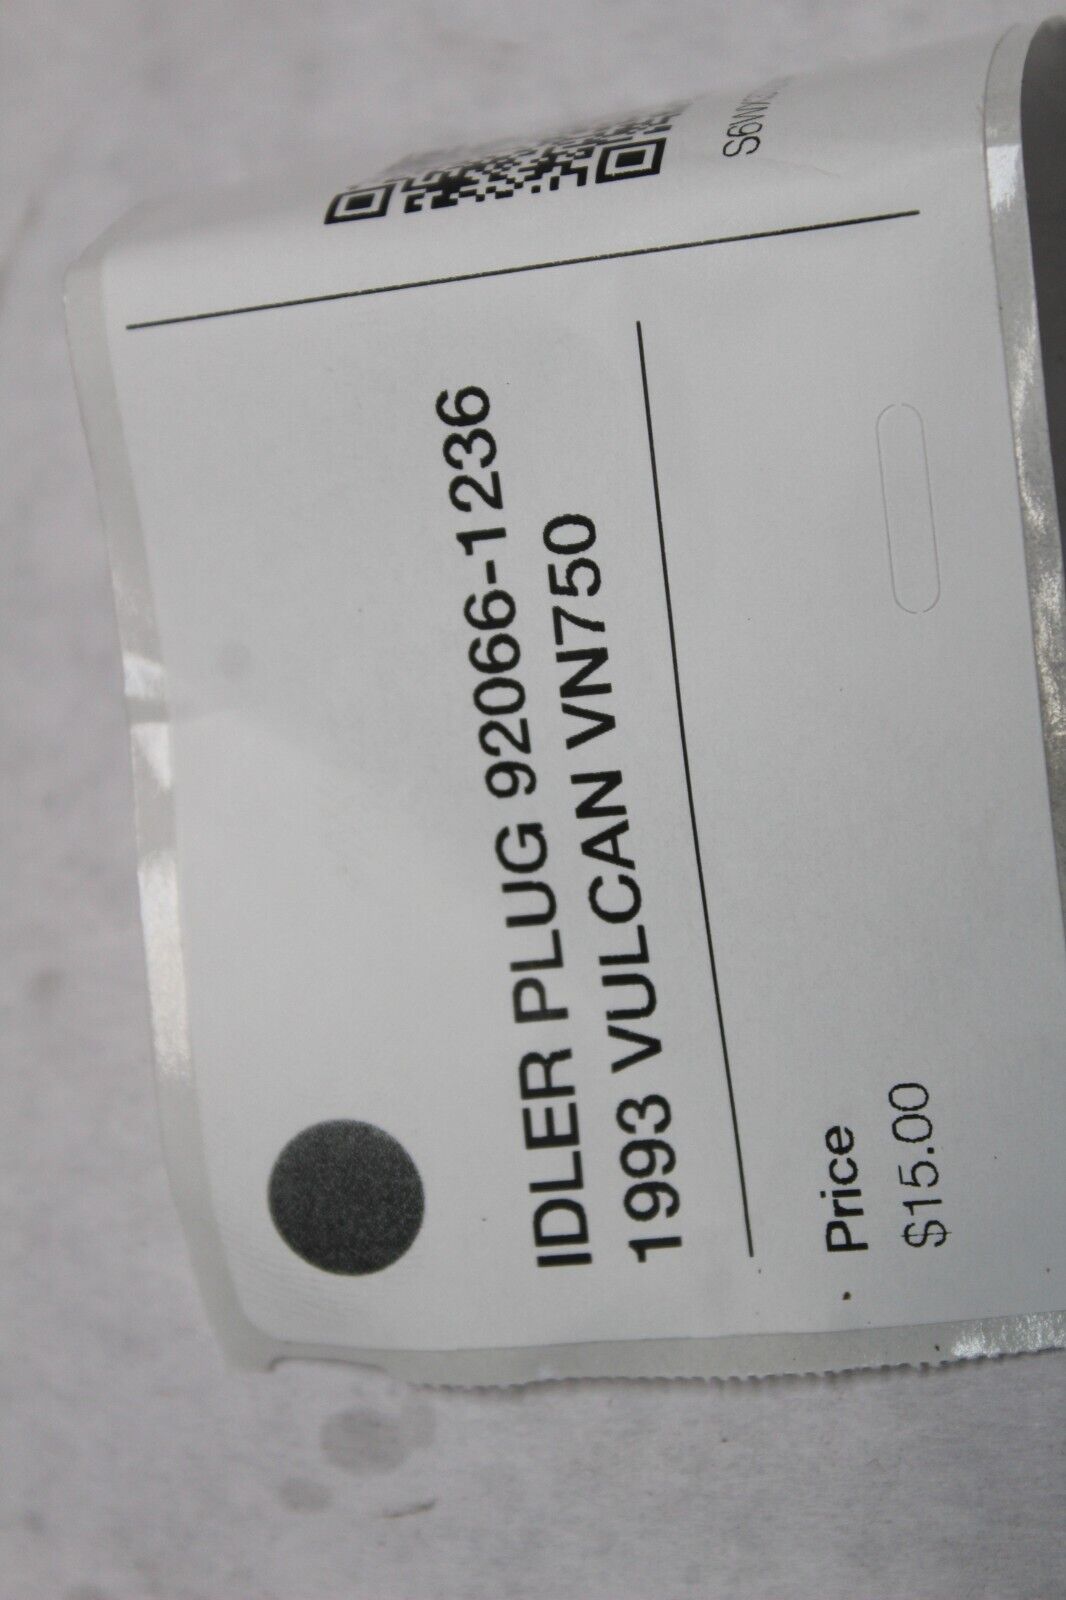 IDLER PLUG 92066-1236
1993 VULCAN VN750
Price
$15.00